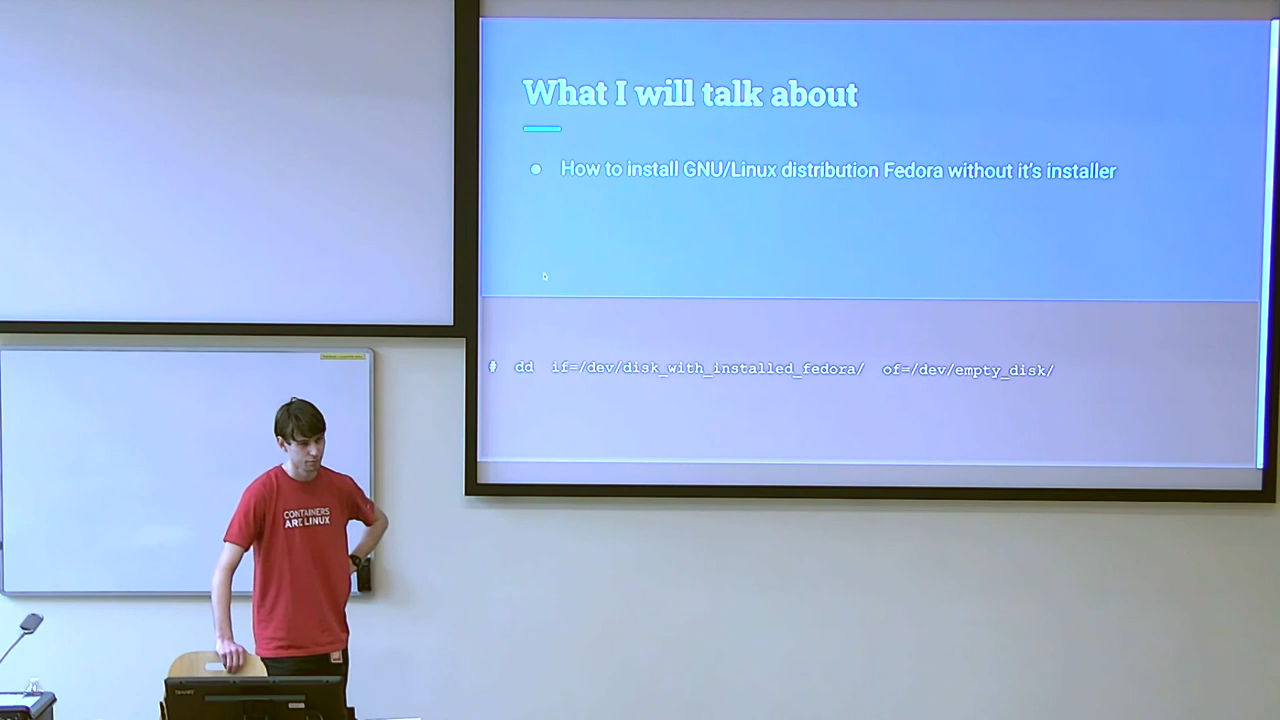 What I will talk about
How to install GNU/Linux distribution Fedora without it's installer
# dd if=/dev/disk_with_installed_fedora/ of=/dev/empty_disk/
CONTAINERS
ARE LINUX